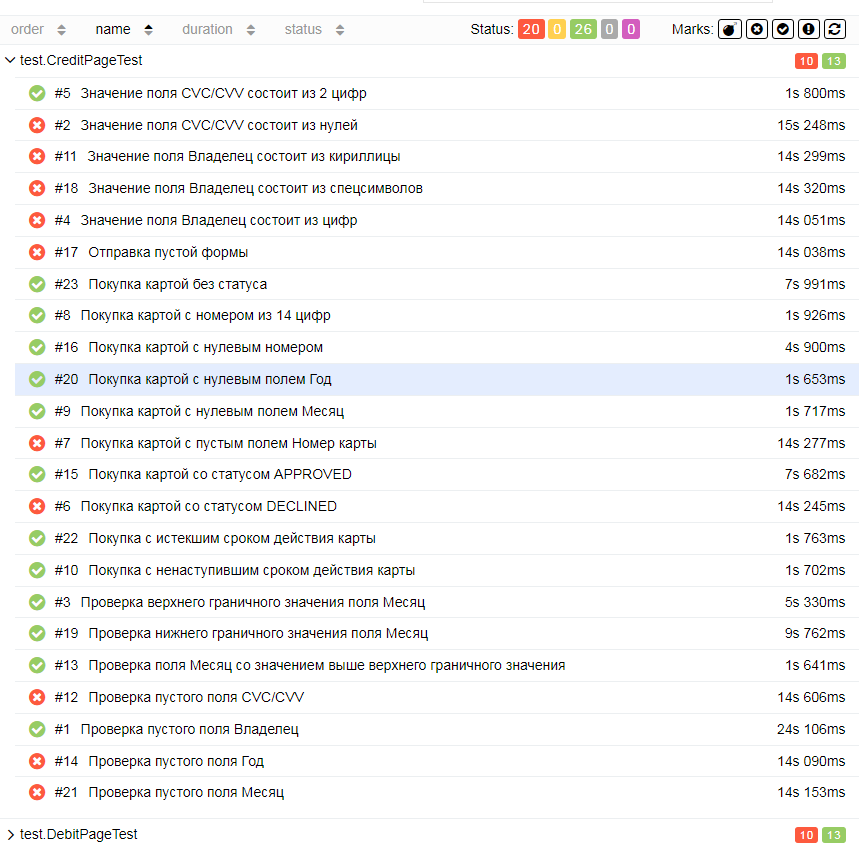 order name duration status Status: 20 0 26 0 0 Marks:
test.CreditPageTest 10 13
#5 Значение поля CVC/CVV состоит из 2 цифр 1s 800ms
#2 Значение поля CVC/CVV состоит из нулей 15s 248ms
#11 Значение поля Владелец состоит из кириллицы 14s 299ms
#18 Значение поля Владелец состоит из спецсимволов 14s 320ms
#4 Значение поля Владелец состоит из цифр 14s 051ms
#17 Отправка пустой формы 14s 038ms
#23 Покупка картой без статуса 7s 991ms
#8 Покупка картой с номером из 14 цифр 1s 926ms
#16 Покупка картой с нулевым номером 4s 900ms
#20 Покупка картой с нулевым полем Год 1s 653ms
#9 Покупка картой с нулевым полем Месяц 1s 717ms
#7 Покупка картой с пустым полем Номер карты 14s 277ms
#15 Покупка картой со статусом APPROVED 7s 682ms
#6 Покупка картой со статусом DECLINED 14s 245ms
#22 Покупка с истекшим сроком действия карты 1s 763ms
#10 Покупка с ненаступившим сроком действия карты 1s 702ms
#3 Проверка верхнего граничного значения поля Месяц 5s 330ms
#19 Проверка нижнего граничного значения поля Месяц 9s 762ms
#13 Проверка поля Месяц со значением выше верхнего граничного значения 1s 641ms
#12 Проверка пустого поля CVC/CVV 14s 606ms
#1 Проверка пустого поля Владелец 24s 106ms
#14 Проверка пустого поля Год 14s 090ms
#21 Проверка пустого поля Месяц 14s 153ms
test.DebitPageTest 10 13